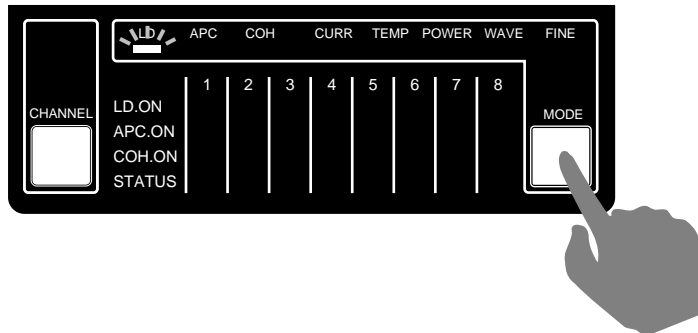 LD APC COH CURR TEMP POWER WAVE FINE
1 2 3 4 5 6 7 8
CHANNEL
LD.ON
MODE
APC.ON
COH.ON
STATUS